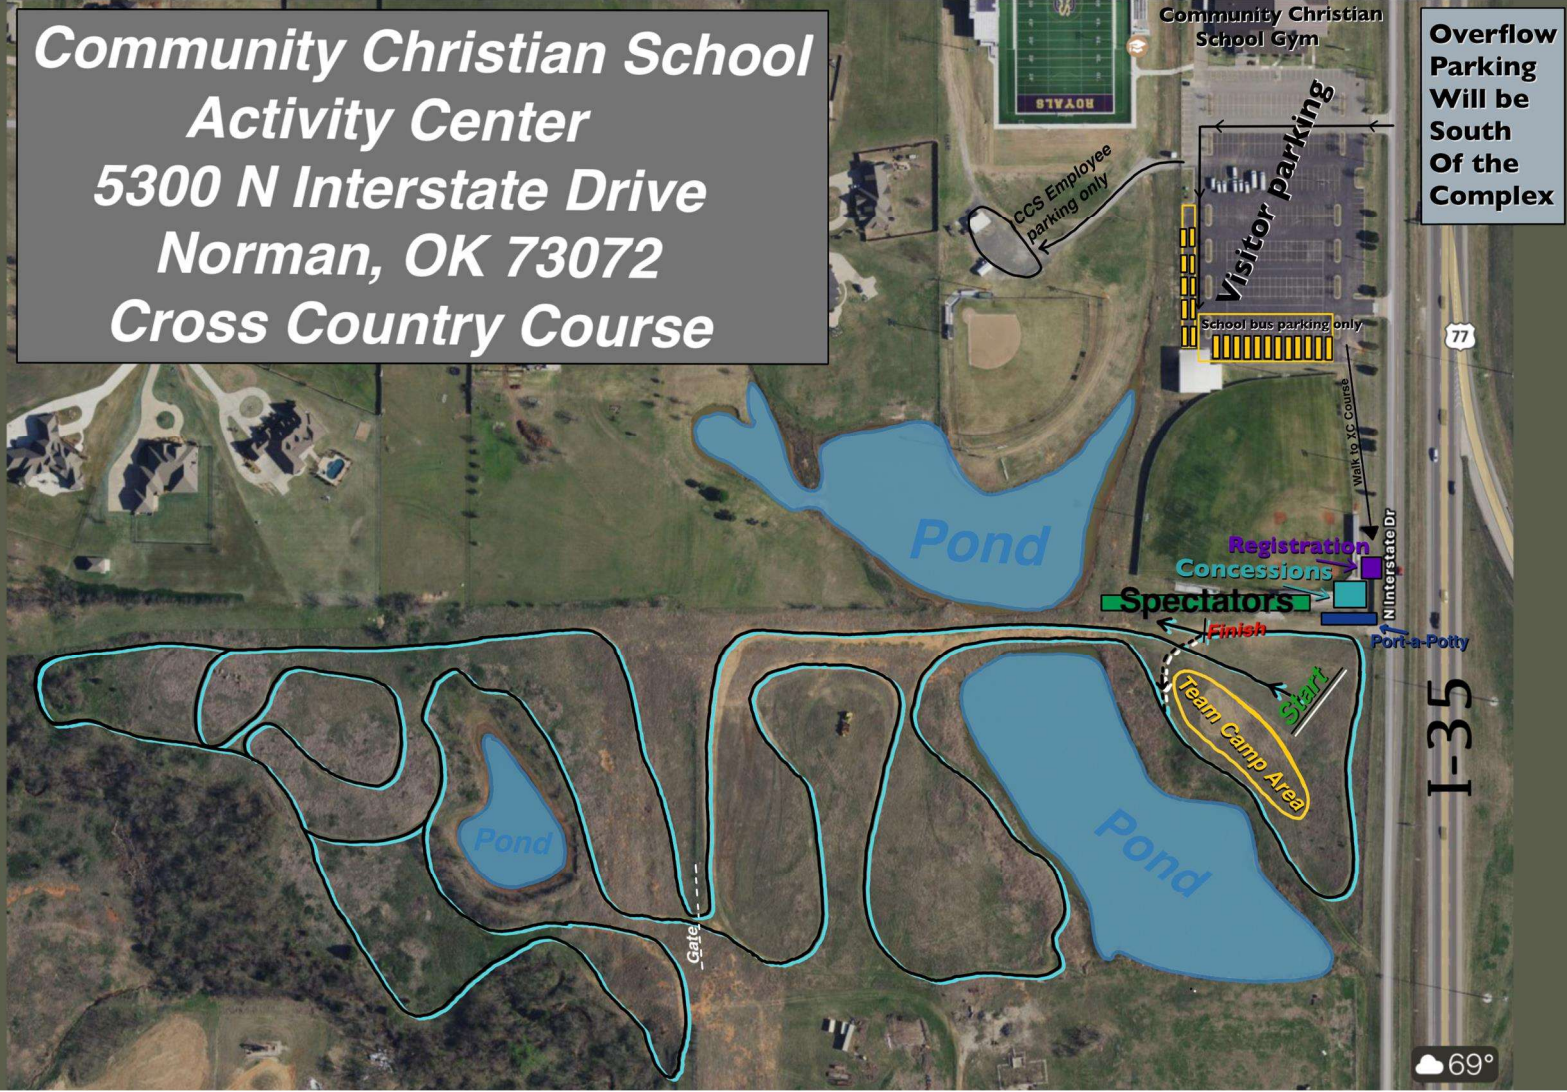 Community Christian School
Activity Center
5300 N Interstate Drive
Norman, OK 73072
Cross Country Course
Community Christian
School Gym
Overflow
Parking
Will be
South
Of the
Complex
ROYALS
Visitor parking
CCS Employee
parking only
School bus parking only
77
Walk to XC Course
N Interstate Dr
Registration
Concessions
Spectators
Finish
Port-a-Potty
Start
Team Camp Area
Pond
Pond
Pond
Gate
I-35
69°